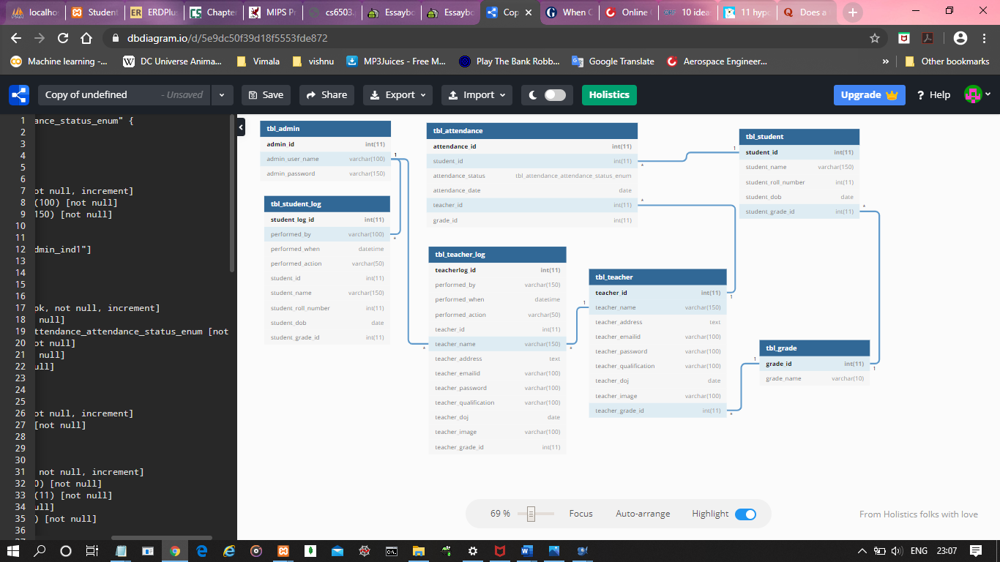 localhos
Student
ERDPlus
Chapter
MIPS Pr
cs6503.
Essaybo
Essaybo
Cop
When C
Online
10 idea
11 hypo
Does a
dbdiagram.io/d/5e9dc50f39d18f5553fde872
Machine learning -... DC Universe Anima... Vimala vishnu MP3Juices - Free M... Play The Bank Robb... Google Translate Aerospace Engineer... » Other bookmarks
Copy of undefined - Unsaved Save Share Export Import Holistics Upgrade ? Help
1 ance_status_enum" {
2
3
4
5
6
7 ot null, increment]
8 (100) [not null]
9 150) [not null]
10
11
12 dmin_ind1"]
13
14
15
16
17 pk, not null, increment]
18 null]
19 ttendance_attendance_status_enum [not
20 ot null]
21 null]
22 ull]
23
24
25
26 ot null, increment]
27 [not null]
28
29
30
31 not null, increment]
32 0) [not null]
33 (11) [not null]
34 ull]
35 ) [not null]
36
37
tbl_admin
admin_id int(11)
admin_user_name varchar(100)
admin_password varchar(150)
1
tbl_student_log
student_log_id int(11)
performed_by varchar(100)
performed_when datetime
performed_action varchar(50)
student_id int(11)
student_name varchar(150)
student_roll_number int(11)
student_dob date
student_grade_id int(11)
*
tbl_attendance
attendance_id int(11)
student_id int(11)
attendance_status tbl_attendance_attendance_status_enum
attendance_date date
teacher_id int(11)
grade_id int(11)
*
*
tbl_teacher_log
teacherlog_id int(11)
performed_by varchar(150)
performed_when datetime
performed_action varchar(50)
teacher_id int(11)
teacher_name varchar(150)
teacher_address text
teacher_emailid varchar(100)
teacher_password varchar(100)
teacher_qualification varchar(100)
teacher_doj date
teacher_image varchar(100)
teacher_grade_id int(11)
*
*
tbl_teacher
teacher_id int(11)
teacher_name varchar(150)
teacher_address text
teacher_emailid varchar(100)
teacher_password varchar(100)
teacher_qualification varchar(100)
teacher_doj date
teacher_image varchar(100)
teacher_grade_id int(11)
1
1
*
tbl_student
student_id int(11)
student_name varchar(150)
student_roll_number int(11)
student_dob date
student_grade_id int(11)
1
*
tbl_grade
grade_id int(11)
grade_name varchar(10)
1
1
69 % Focus Auto-arrange Highlight
From Holistics folks with love
ENG 23:07